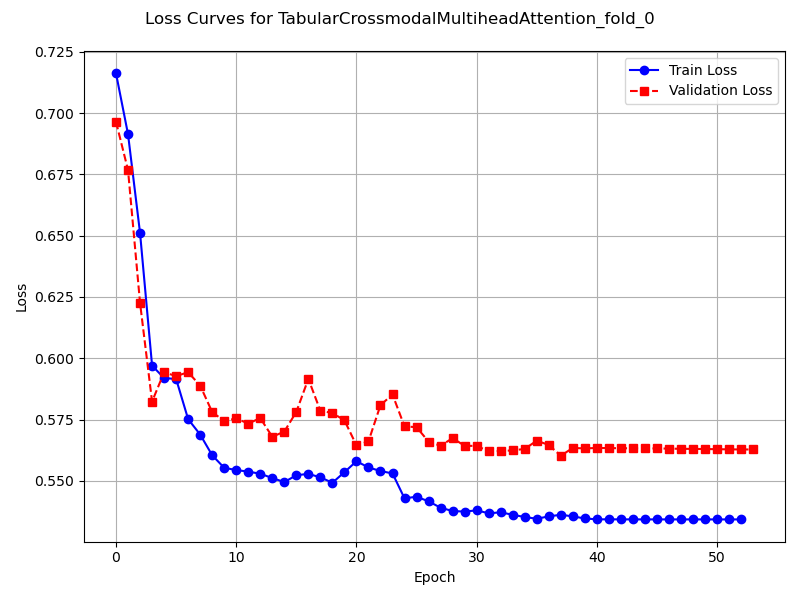 Loss Curves for TabularCrossmodalMultiheadAttention_fold_0
Train Loss
Validation Loss
0.725
0.700
0.675
0.650
0.625
0.600
0.575
0.550
Loss
0 10 20 30 40 50
Epoch